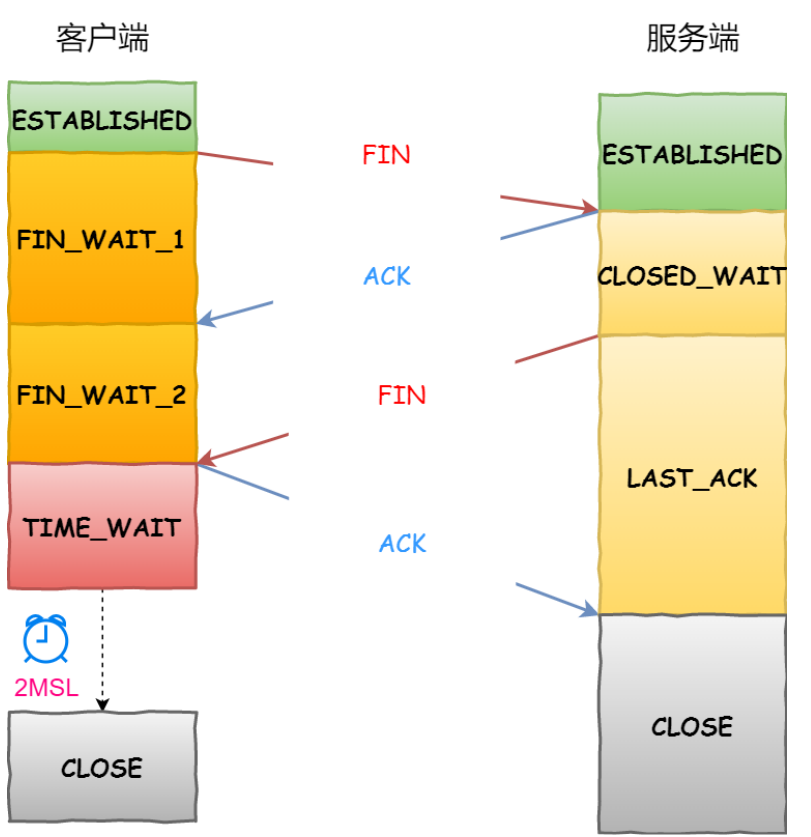 客户端
服务端
ESTABLISHED
FIN
ESTABLISHED
FIN_WAIT_1
ACK
CLOSED_WAIT
FIN_WAIT_2
FIN
LAST_ACK
TIME_WAIT
ACK
2MSL
CLOSE
CLOSE